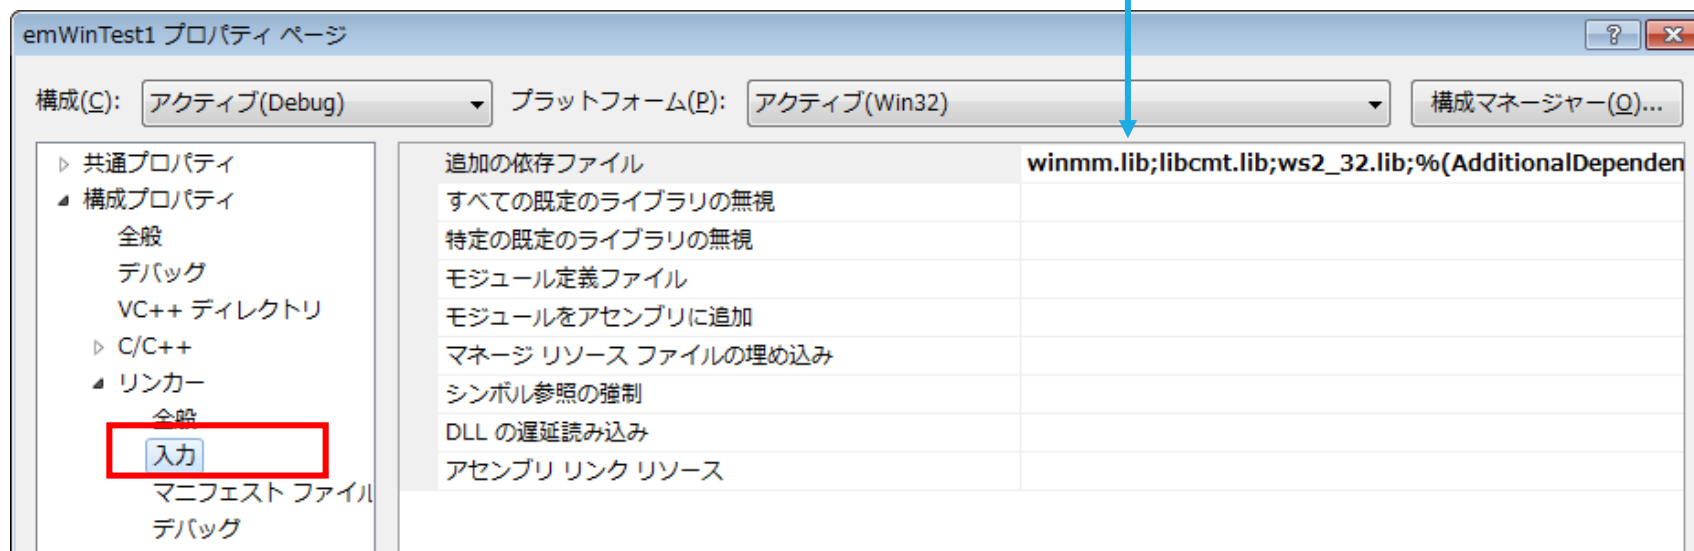 emWinTest1 プロパティ ページ
構成(C): アクティブ(Debug) プラットフォーム(P): アクティブ(Win32) 構成マネージャー(O)...
共通プロパティ
構成プロパティ
全般
デバッグ
VC++ ディレクトリ
C/C++
リンカー
全般
入力
マニフェスト ファイル
デバッグ
追加の依存ファイル winmm.lib;libcmt.lib;ws2_32.lib;%(AdditionalDependen
すべての既定のライブラリの無視
特定の既定のライブラリの無視
モジュール定義ファイル
モジュールをアセンブリに追加
マネージ リソース ファイルの埋め込み
シンボル参照の強制
DLL の遅延読み込み
アセンブリ リンク リソース